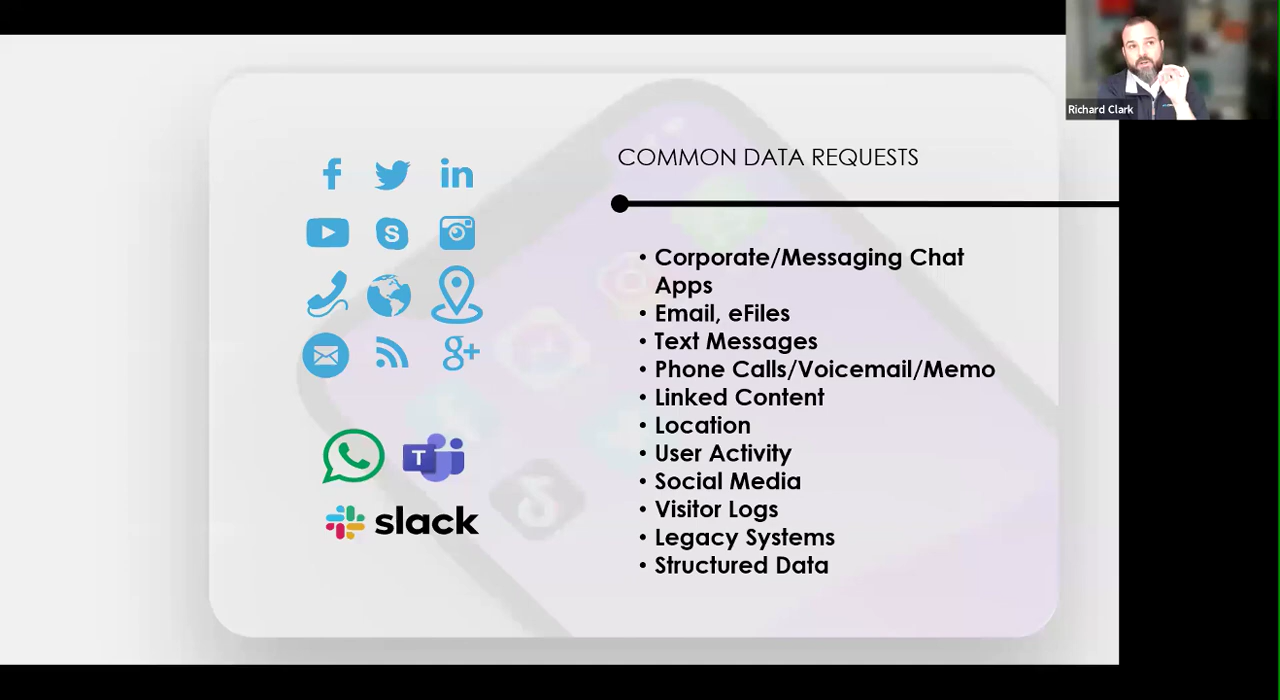 Richard Clark
COMMON DATA REQUESTS
f
in
S
g+
T
slack
• Corporate/Messaging Chat
Apps
• Email, eFiles
• Text Messages
• Phone Calls/Voicemail/Memo
• Linked Content
• Location
• User Activity
• Social Media
• Visitor Logs
• Legacy Systems
• Structured Data